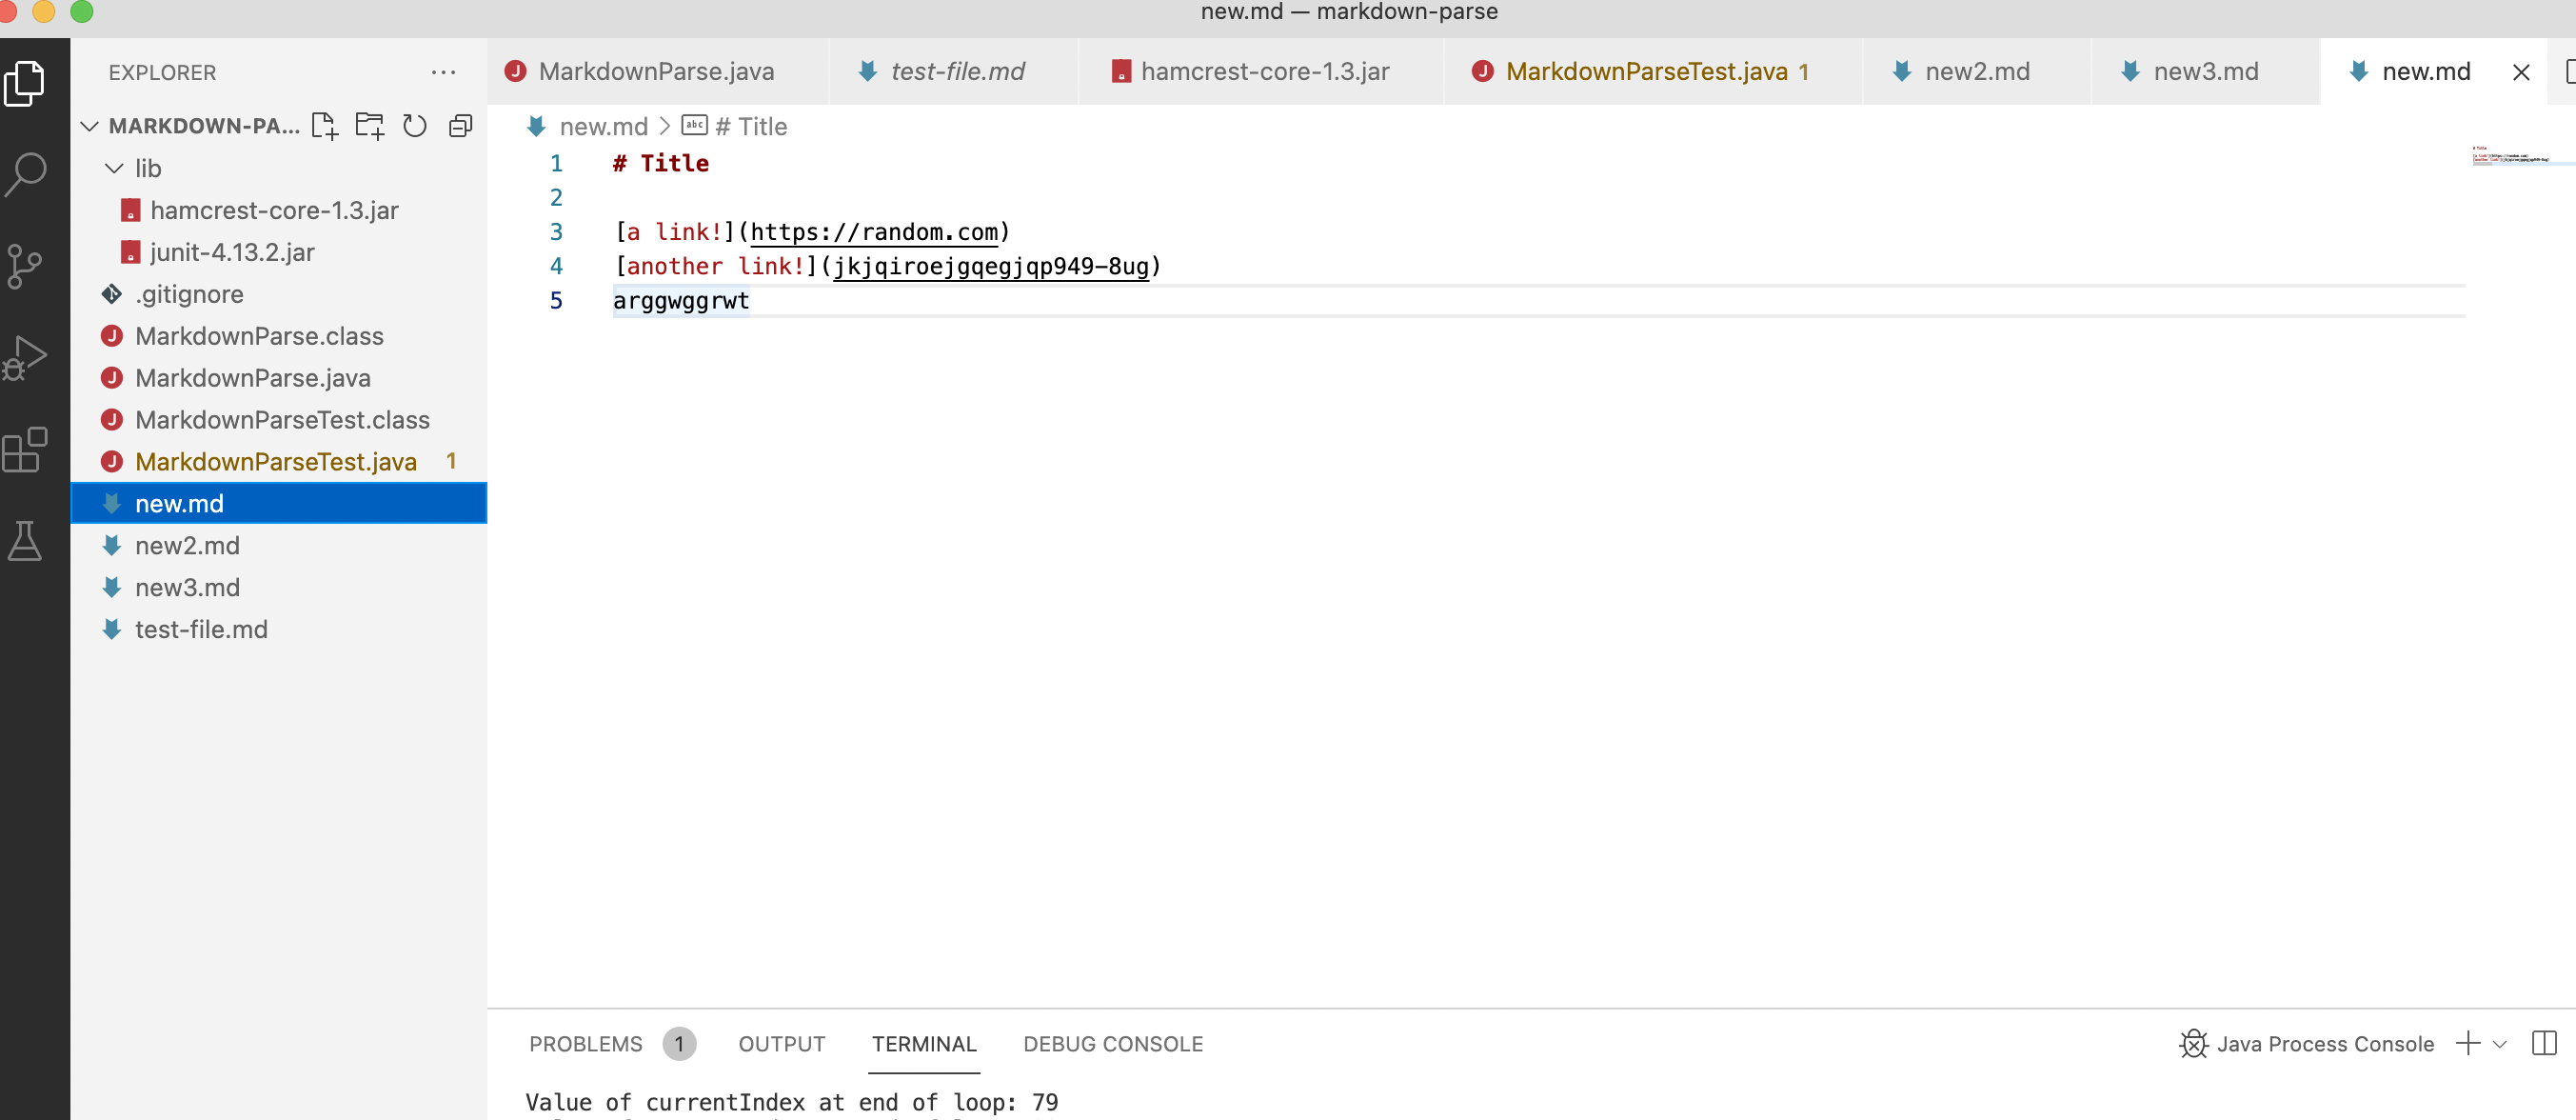 new.md — markdown-parse
EXPLORER
MARKDOWN-PA...
lib
hamcrest-core-1.3.jar
junit-4.13.2.jar
.gitignore
MarkdownParse.class
MarkdownParse.java
MarkdownParseTest.class
MarkdownParseTest.java 1
new.md
new2.md
new3.md
test-file.md
MarkdownParse.java test-file.md hamcrest-core-1.3.jar MarkdownParseTest.java 1 new2.md new3.md new.md
new.md > abc # Title
1 # Title
2
3 [a link!](https://random.com)
4 [another link!](jkjqiroejgqegjqp949-8ug)
5 arggwggrwt
PROBLEMS 1 OUTPUT TERMINAL DEBUG CONSOLE Java Process Console
Value of currentIndex at end of loop: 79